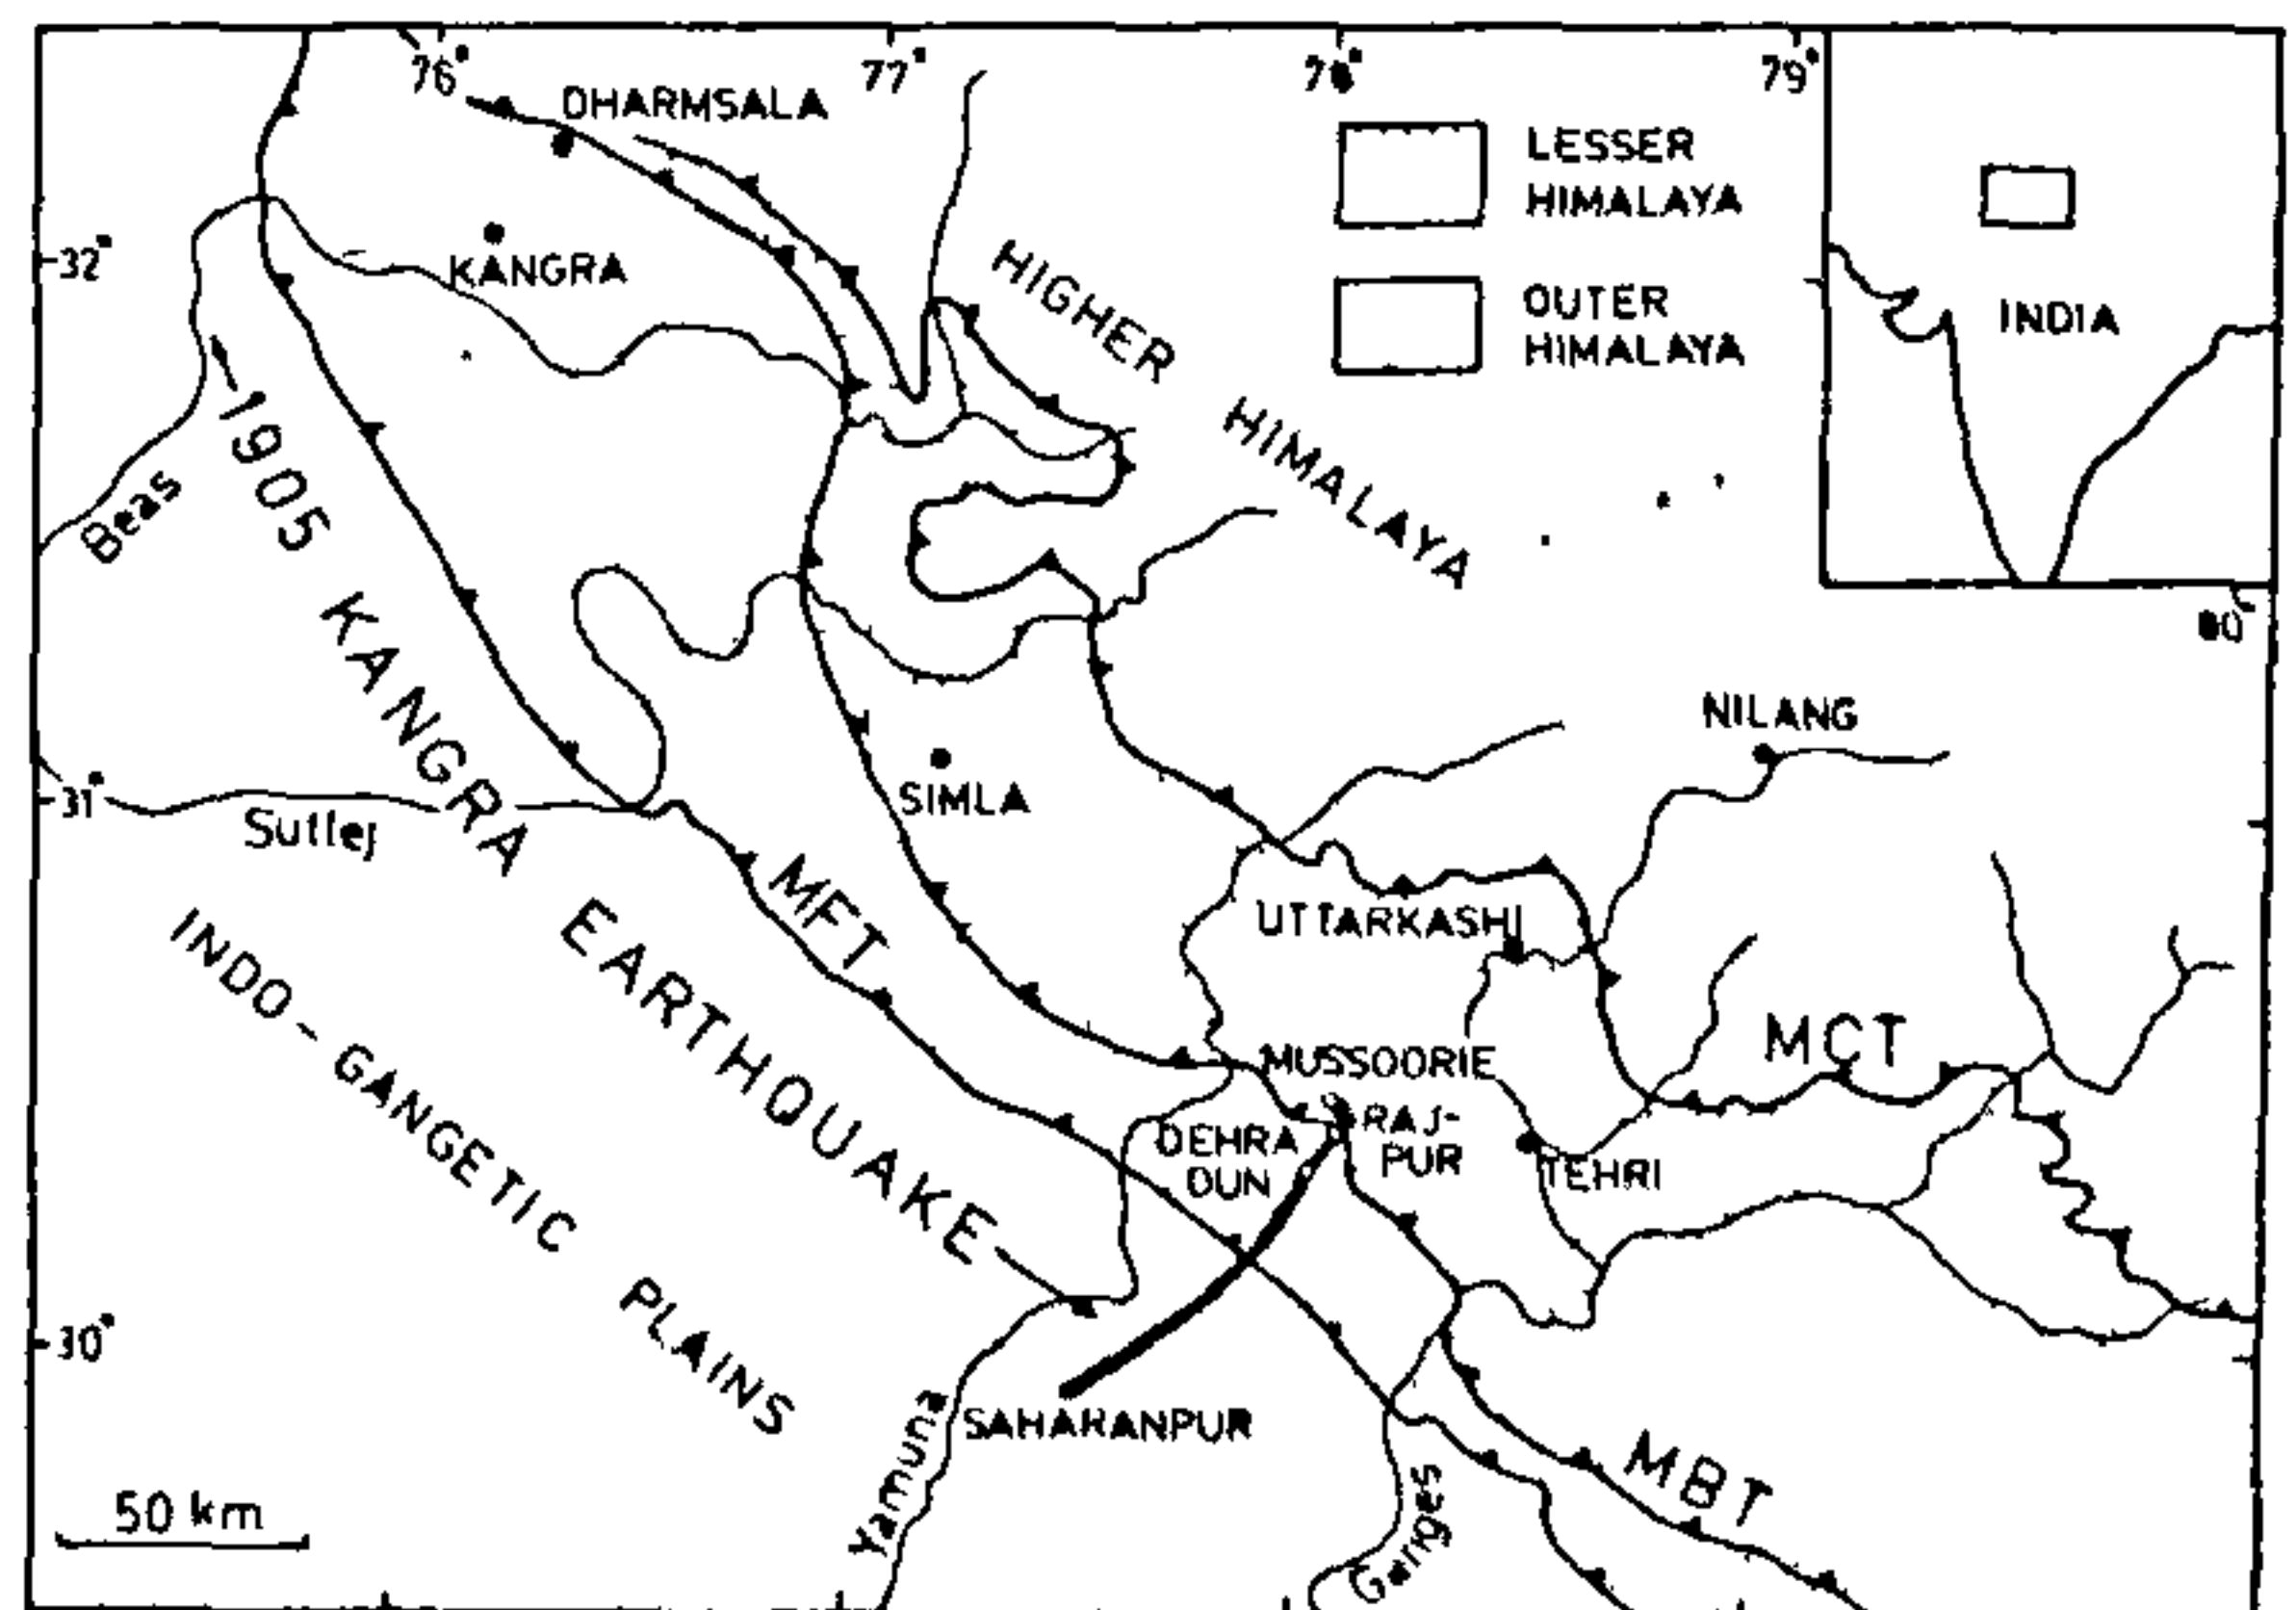 76°
77°
78°
79°
DHARMSALA
LESSER
HIMALAYA
32°
KANGRA
HIGHER HIMALAYA
OUTER
HIMALAYA
INDIA
1905 KANGRA EARTHQUAKE
Beas
80°
NILANG
31°
SIMLA
Sutlej
MFT
UTTARKASHI
INDO-GANGETIC PLAINS
MCT
MUSSOORIE
RAJ-
PUR
DEHRA
DUN
TEHRI
30°
SAHARANPUR
Yamuna
Ganges
MBT
50 km